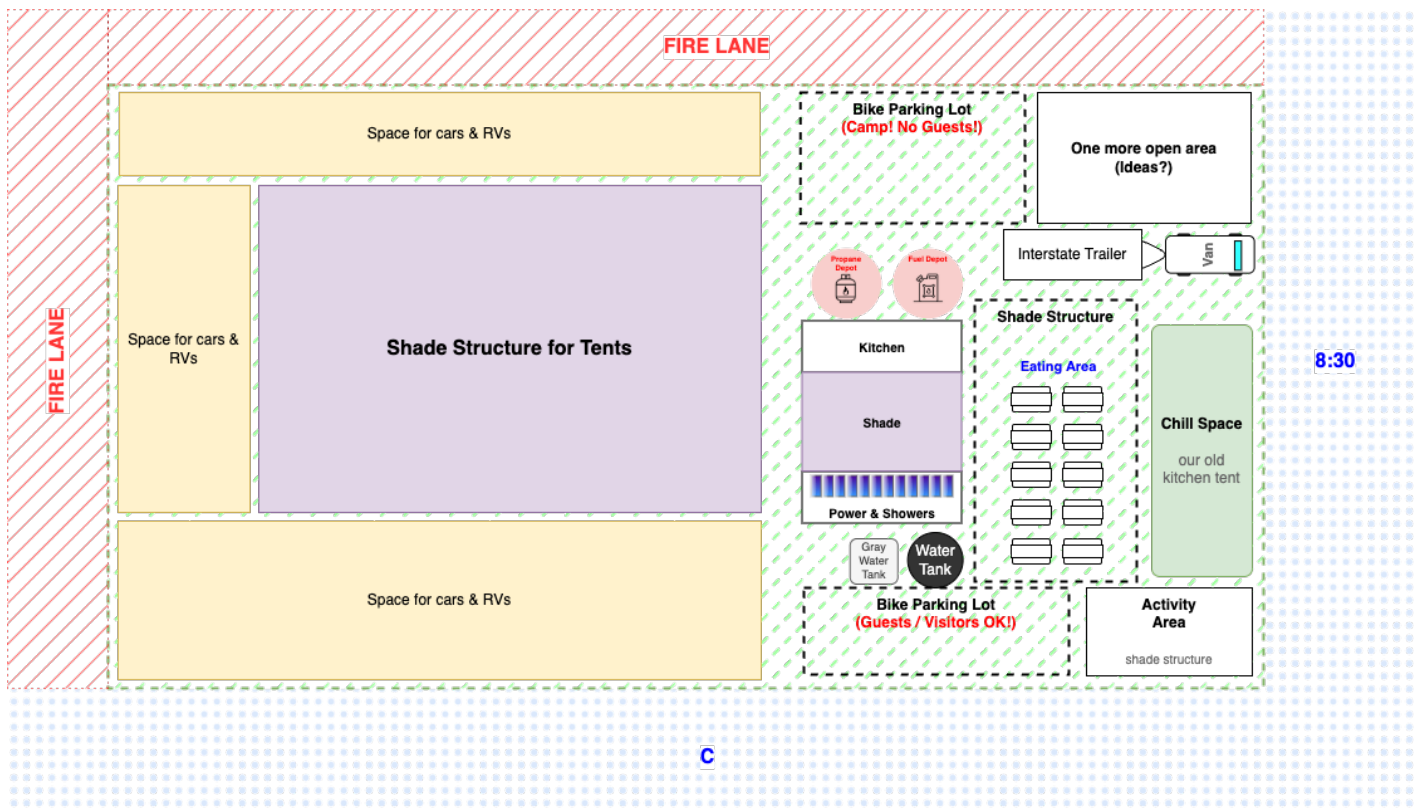 FIRE LANE
Space for cars & RVs
Bike Parking Lot
(Camp! No Guests!)
One more open area
(Ideas?)
Interstate Trailer
Van
Propane
Depot
Fuel Depot
FIRE LANE
Space for cars &
RVs
Shade Structure for Tents
Kitchen
Shade
Power & Showers
Shade Structure
Eating Area
Chill Space
our old
kitchen tent
8:30
Gray
Water
Tank
Water
Tank
Space for cars & RVs
Bike Parking Lot
(Guests / Visitors OK!)
Activity
Area
shade structure
C